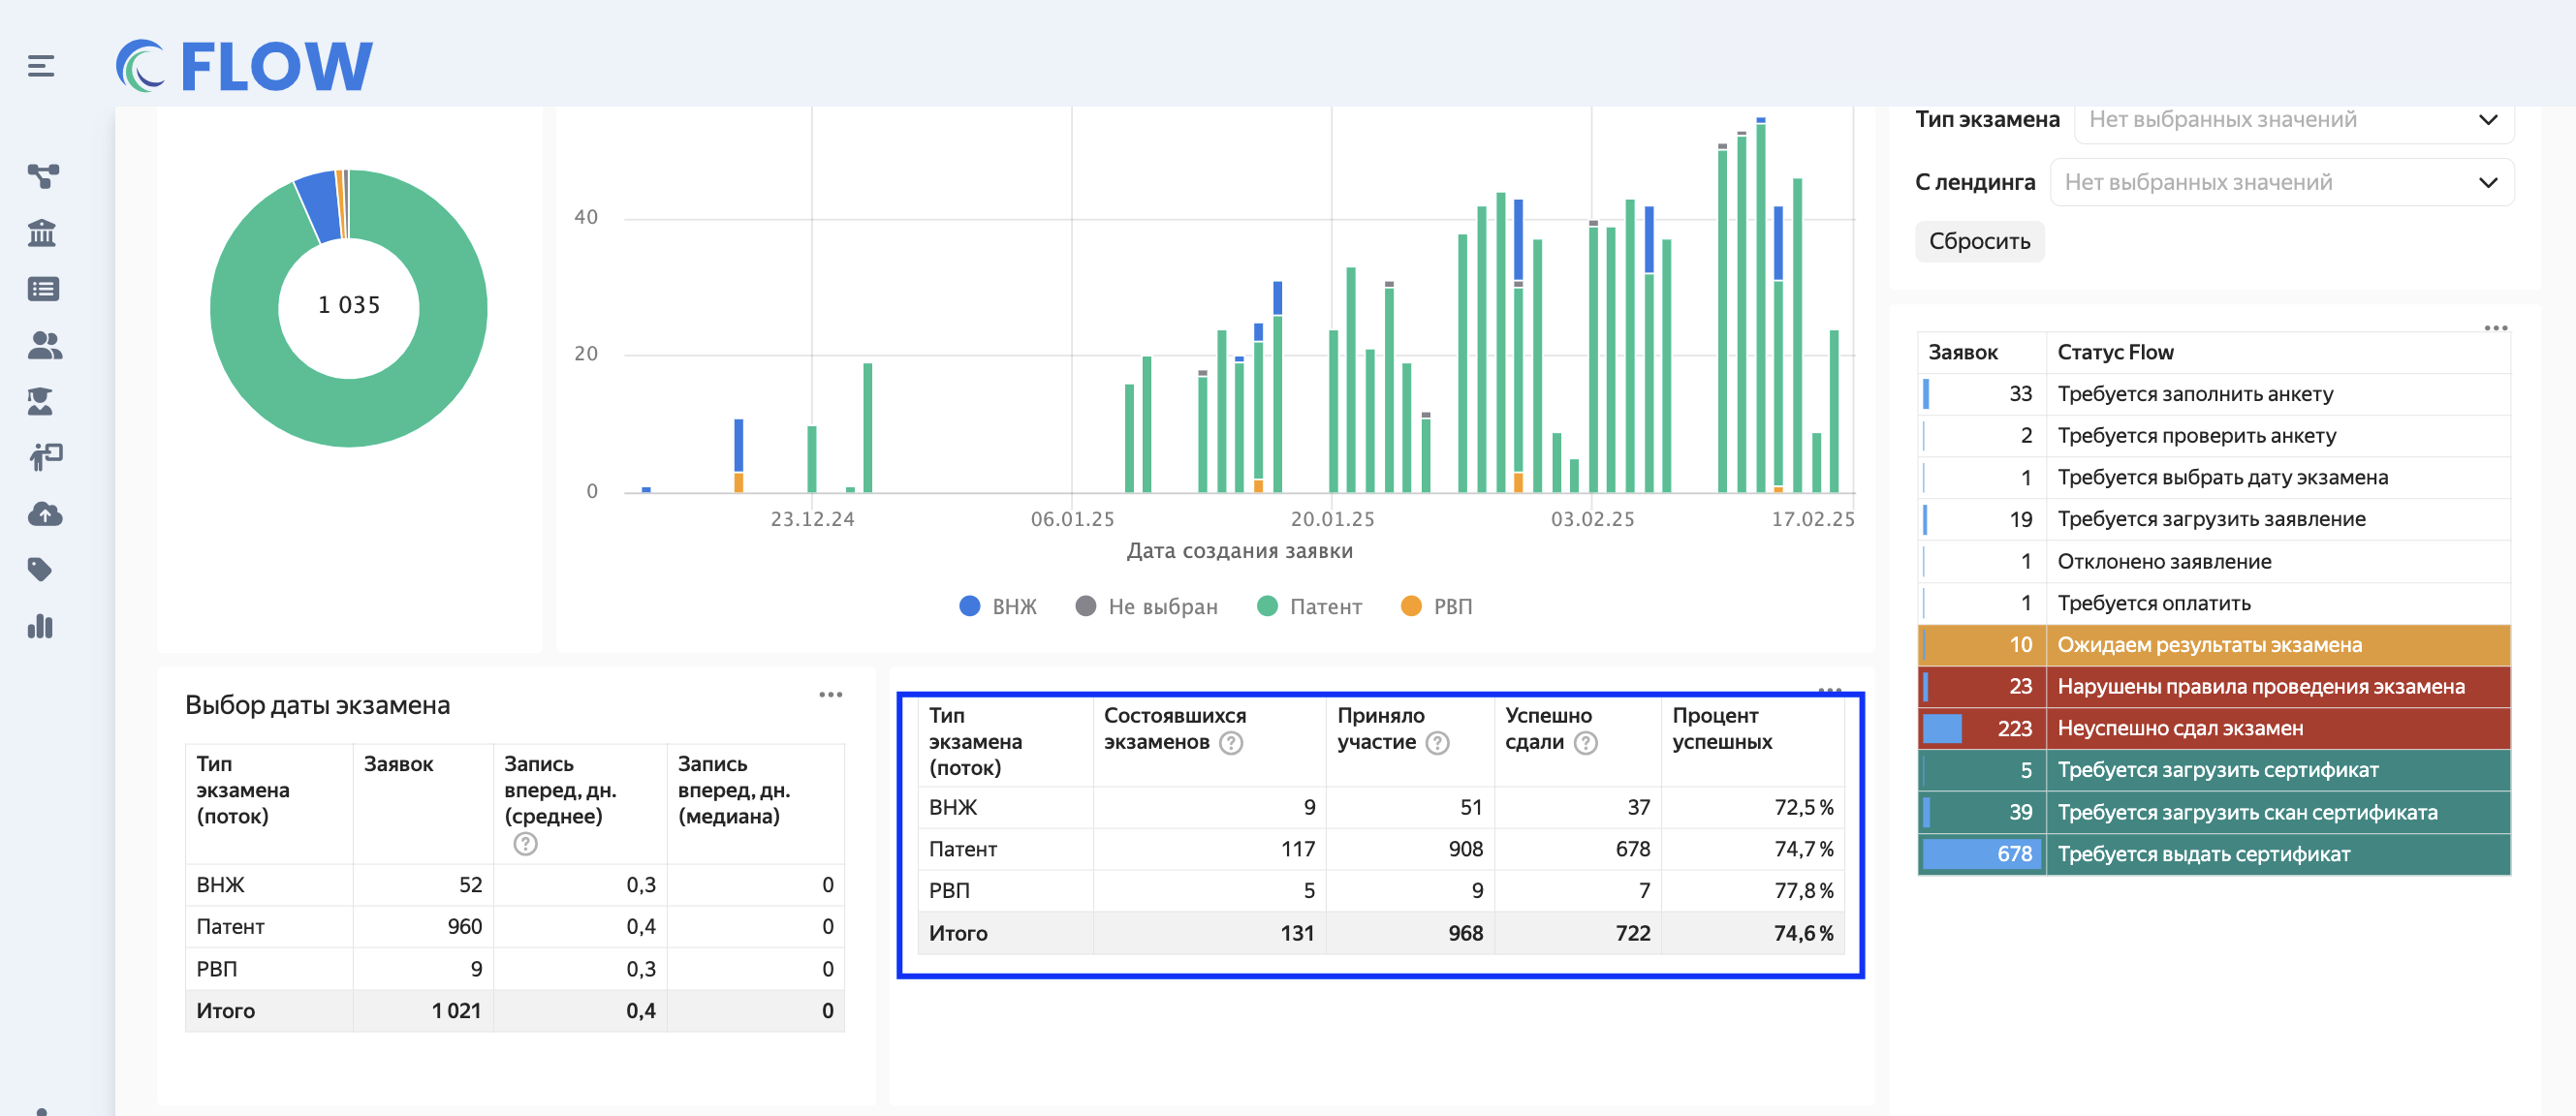 FLOW
1 035
40
20
0
23.12.24 06.01.25 20.01.25 03.02.25 17.02.25
Дата создания заявки
ВНЖ Не выбран Патент РВП
Тип экзамена Нет выбранных значений
С лендинга Нет выбранных значений
Сбросить
Заявок Статус Flow
33 Требуется заполнить анкету
2 Требуется проверить анкету
1 Требуется выбрать дату экзамена
19 Требуется загрузить заявление
1 Отклонено заявление
1 Требуется оплатить
10 Ожидаем результаты экзамена
23 Нарушены правила проведения экзамена
223 Неуспешно сдал экзамен
5 Требуется загрузить сертификат
39 Требуется загрузить скан сертификата
678 Требуется выдать сертификат
Выбор даты экзамена
Тип Заявок Запись Запись
экзамена вперед, дн. вперед, дн.
(поток) (среднее) (медиана)
?
ВНЖ 52 0,3 0
Патент 960 0,4 0
РВП 9 0,3 0
Итого 1 021 0,4 0
Тип Состоявшихся Приняло Успешно Процент
экзамена экзаменов ? участие ? сдали ? успешных
(поток)
ВНЖ 9 51 37 72,5 %
Патент 117 908 678 74,7 %
РВП 5 9 7 77,8 %
Итого 131 968 722 74,6 %